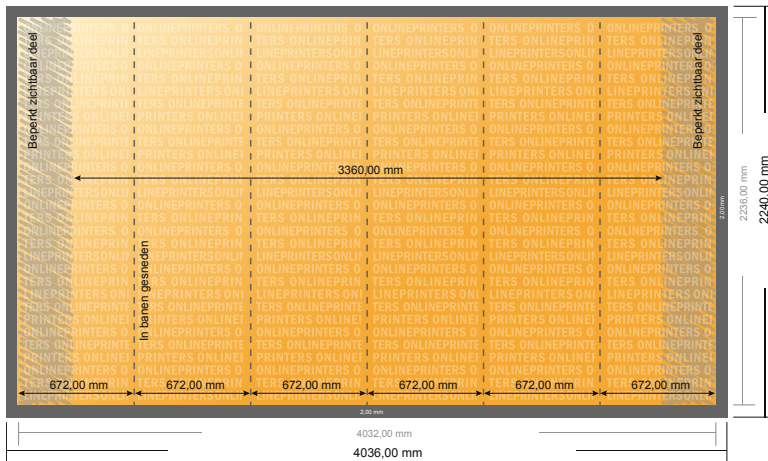 Beperkt zichtbaar deel
Beperkt zichtbaar deel
3360,00 mm
In banen gesneden
672,00 mm
672,00 mm
672,00 mm
672,00 mm
672,00 mm
672,00 mm
2,00 mm
2,00 mm
2236,00 mm
2240,00 mm
4032,00 mm
4036,00 mm
ONLINEPRINTERS